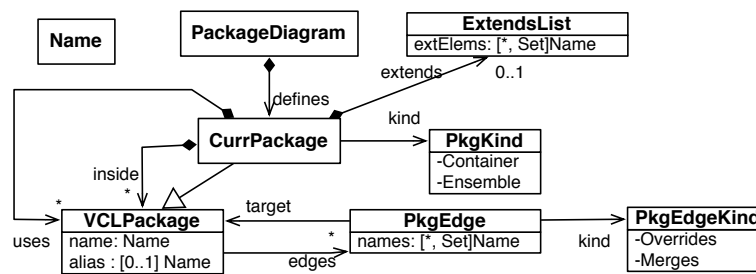 Name
PackageDiagram
ExtendsList
extElems: [*, Set]Name
extends
0..1
defines
CurrPackage
kind
PkgKind
-Container
-Ensemble
inside
*
*
uses
VCLPackage
name: Name
alias : [0..1] Name
target
*
edges
PkgEdge
names: [*, Set]Name
kind
PkgEdgeKind
-Overrides
-Merges